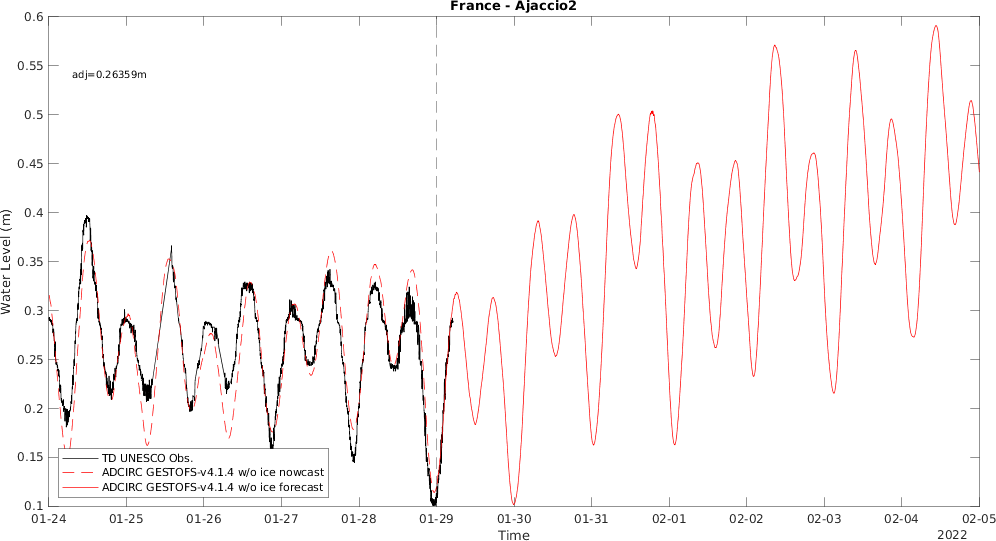 France - Ajaccio2
adj=0.26359m
0.6
0.55
0.5
0.45
0.4
0.35
0.3
0.25
0.2
0.15
0.1
Water Level (m)
TD UNESCO Obs.
ADCIRC GESTOFS-v4.1.4 w/o ice nowcast
ADCIRC GESTOFS-v4.1.4 w/o ice forecast
01-24 01-25 01-26 01-27 01-28 01-29 01-30 01-31 02-01 02-02 02-03 02-04 02-05
Time
2022